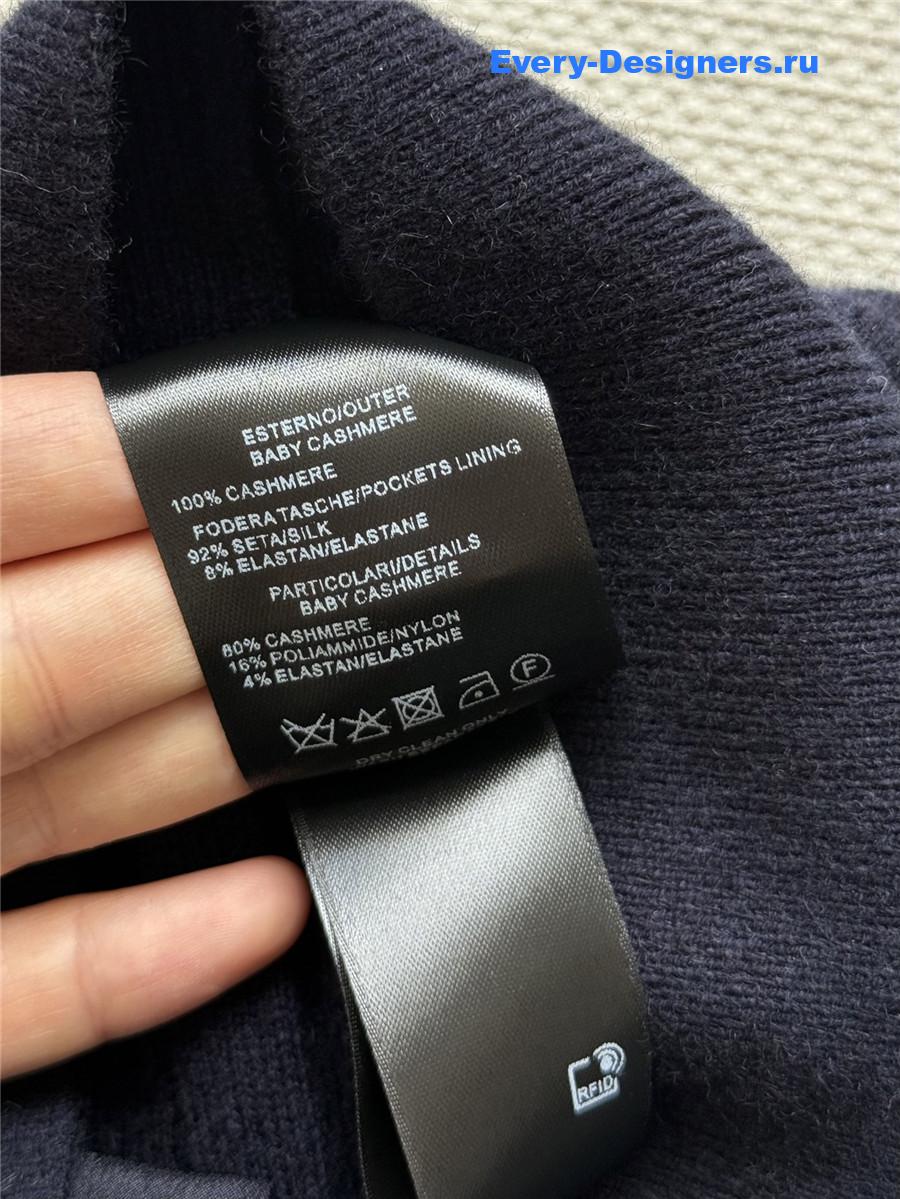 Every-Designers.ru
ESTERNO/OUTER
BABY CASHMERE
100% CASHMERE
FODERA TASCHE/POCKETS LINING
92% SETA/SILK
8% ELASTAN/ELASTANE
PARTICOLARI/DETAILS
BABY CASHMERE
80% CASHMERE
16% POLIAMMIDE/NYLON
4% ELASTAN/ELASTANE
F
DRY CLEAN ONLY
RFID